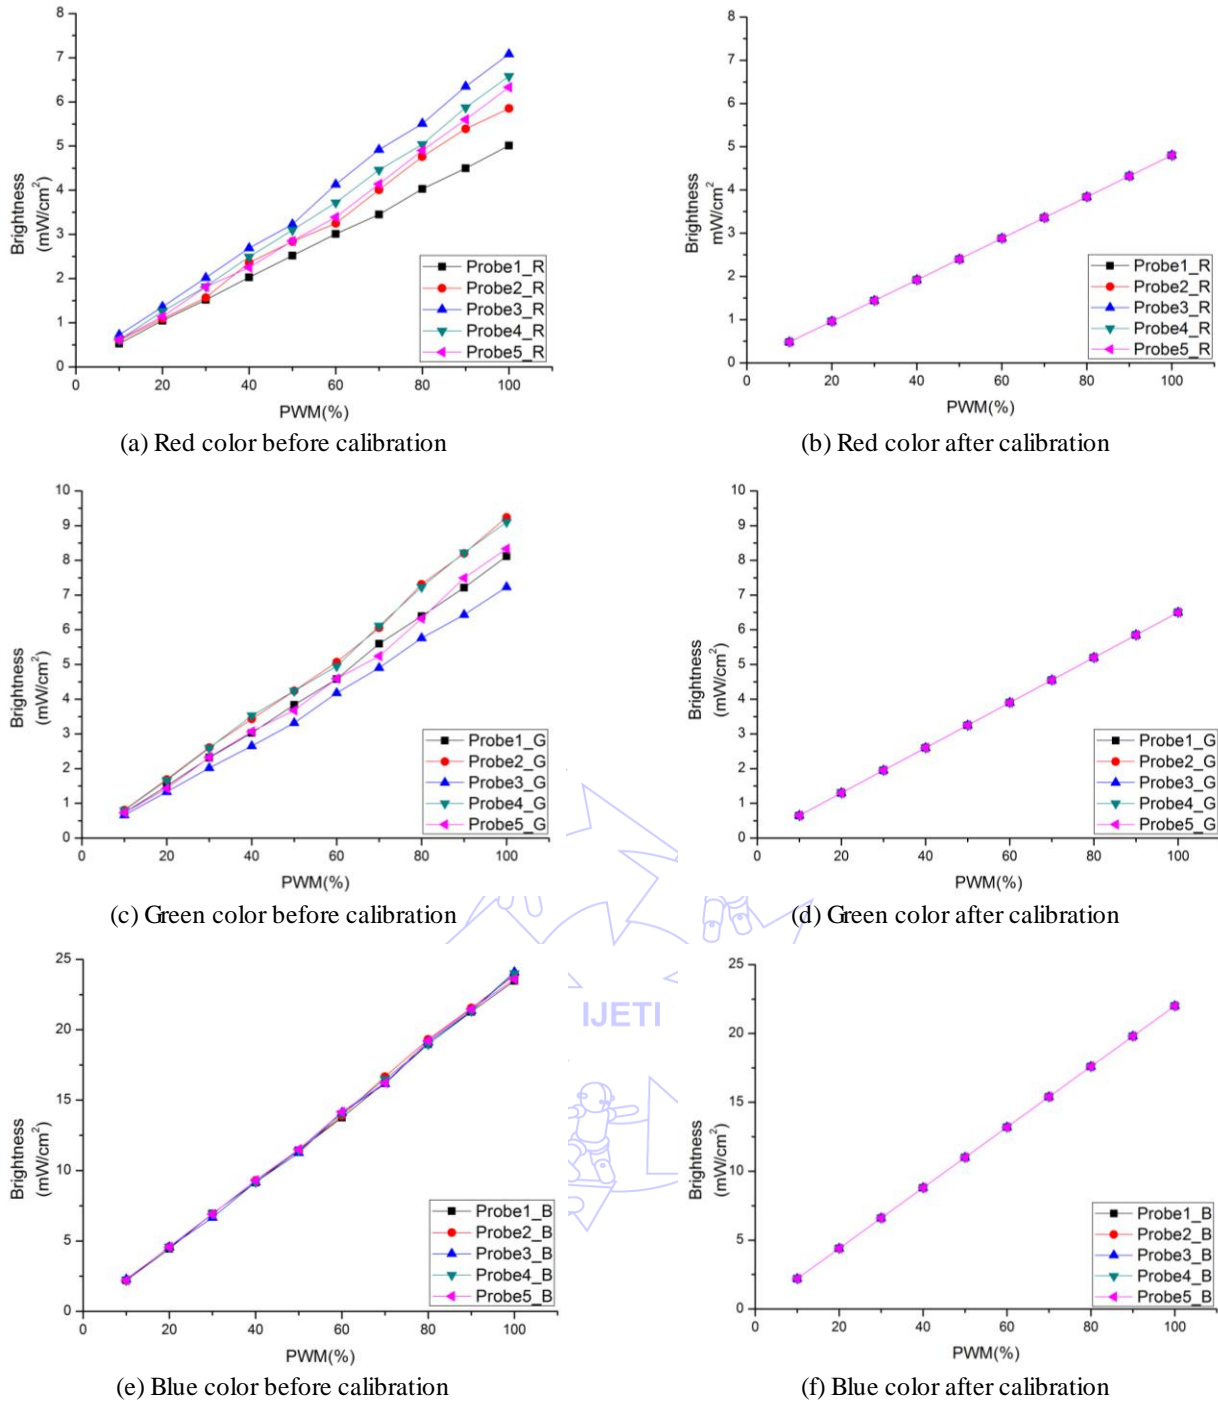 8
7
6
5
4
3
2
1
0
0 20 40 60 80 100
Brightness
(mW/cm²)
PWM(%)
Probe1_R
Probe2_R
Probe3_R
Probe4_R
Probe5_R
(a) Red color before calibration
8
7
6
5
4
3
2
1
0
0 20 40 60 80 100
Brightness
mW/cm²
PWM(%)
Probe1_R
Probe2_R
Probe3_R
Probe4_R
Probe5_R
(b) Red color after calibration
10
9
8
7
6
5
4
3
2
1
0
0 20 40 60 80 100
Brightness
(mW/cm²)
PWM(%)
Probe1_G
Probe2_G
Probe3_G
Probe4_G
Probe5_G
(c) Green color before calibration
10
9
8
7
6
5
4
3
2
1
0
0 20 40 60 80 100
Brightness
(mW/cm²)
PWM(%)
Probe1_G
Probe2_G
Probe3_G
Probe4_G
Probe5_G
(d) Green color after calibration
25
20
15
10
5
0
0 20 40 60 80 100
Brightness
(mW/cm²)
PWM(%)
Probe1_B
Probe2_B
Probe3_B
Probe4_B
Probe5_B
(e) Blue color before calibration
IJETI
25
20
15
10
5
0
0 20 40 60 80 100
Brightness
(mW/cm²)
PWM(%)
Probe1_B
Probe2_B
Probe3_B
Probe4_B
Probe5_B
(f) Blue color after calibration